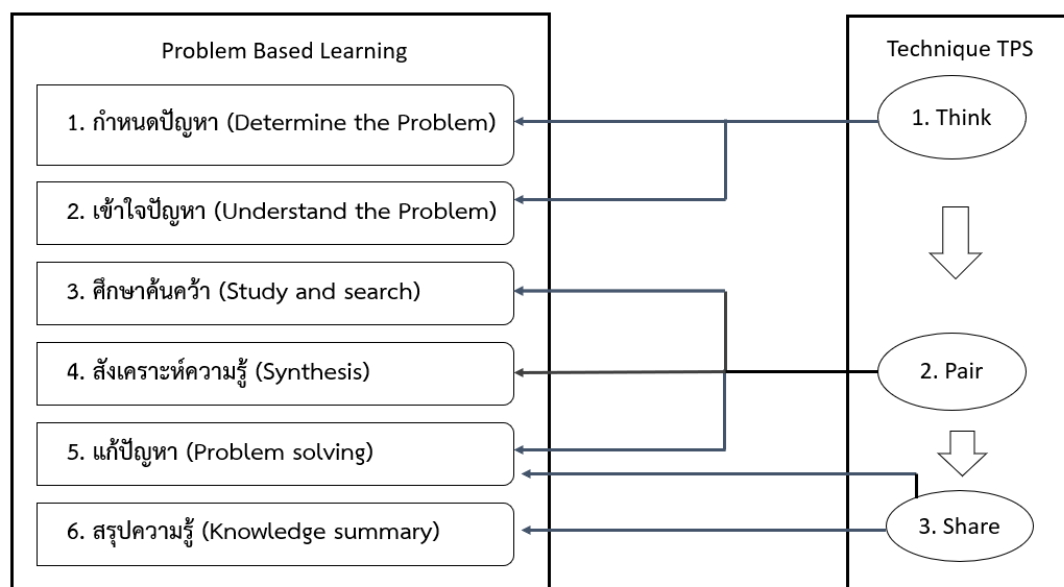 Problem Based Learning
1. กำหนดปัญหา (Determine the Problem)
2. เข้าใจปัญหา (Understand the Problem)
3. ศึกษาค้นคว้า (Study and search)
4. สังเคราะห์ความรู้ (Synthesis)
5. แก้ปัญหา (Problem solving)
6. สรุปความรู้ (Knowledge summary)
Technique TPS
1. Think
2. Pair
3. Share